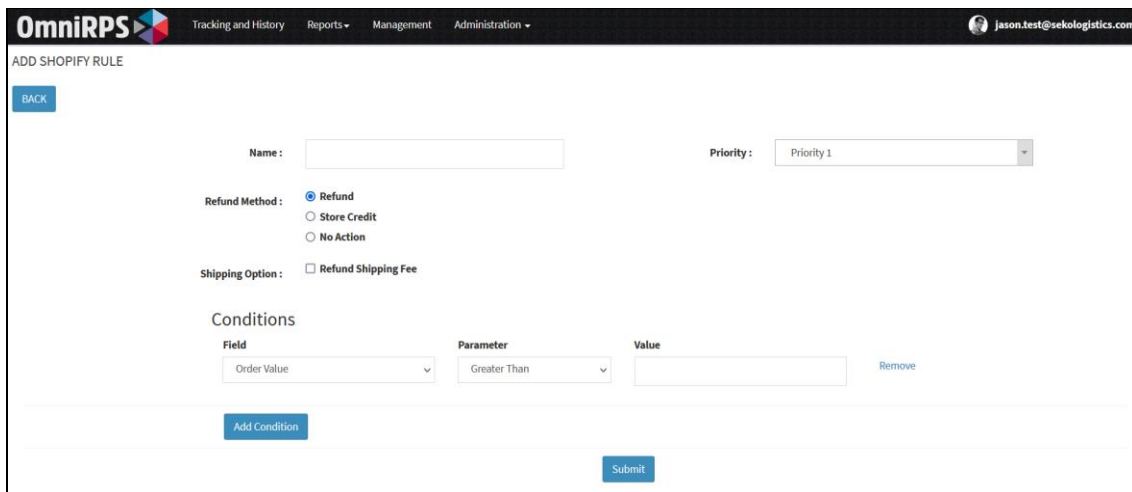 OmniRPS Tracking and History Reports Management Administration jason.test@sekologistics.com
ADD SHOPIFY RULE
BACK
Name : Priority : Priority 1
Refund Method : Refund
Store Credit
No Action
Shipping Option : Refund Shipping Fee
Conditions
Field Parameter Value
Order Value Greater Than Remove
Add Condition
Submit